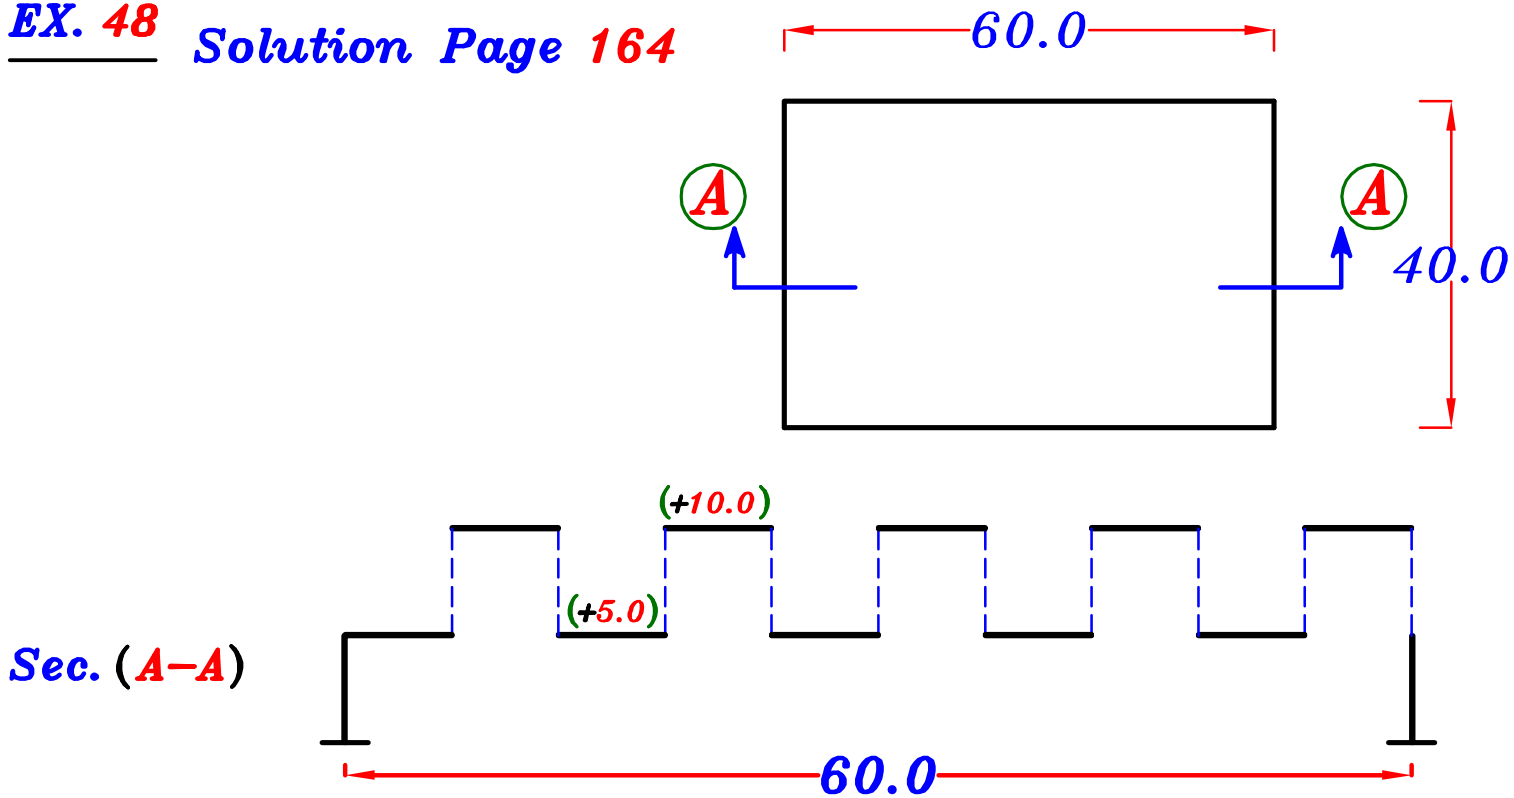 EX. 48
Solution Page 164
60.0
A
A
40.0
(+10.0)
(+5.0)
Sec. (A-A)
60.0